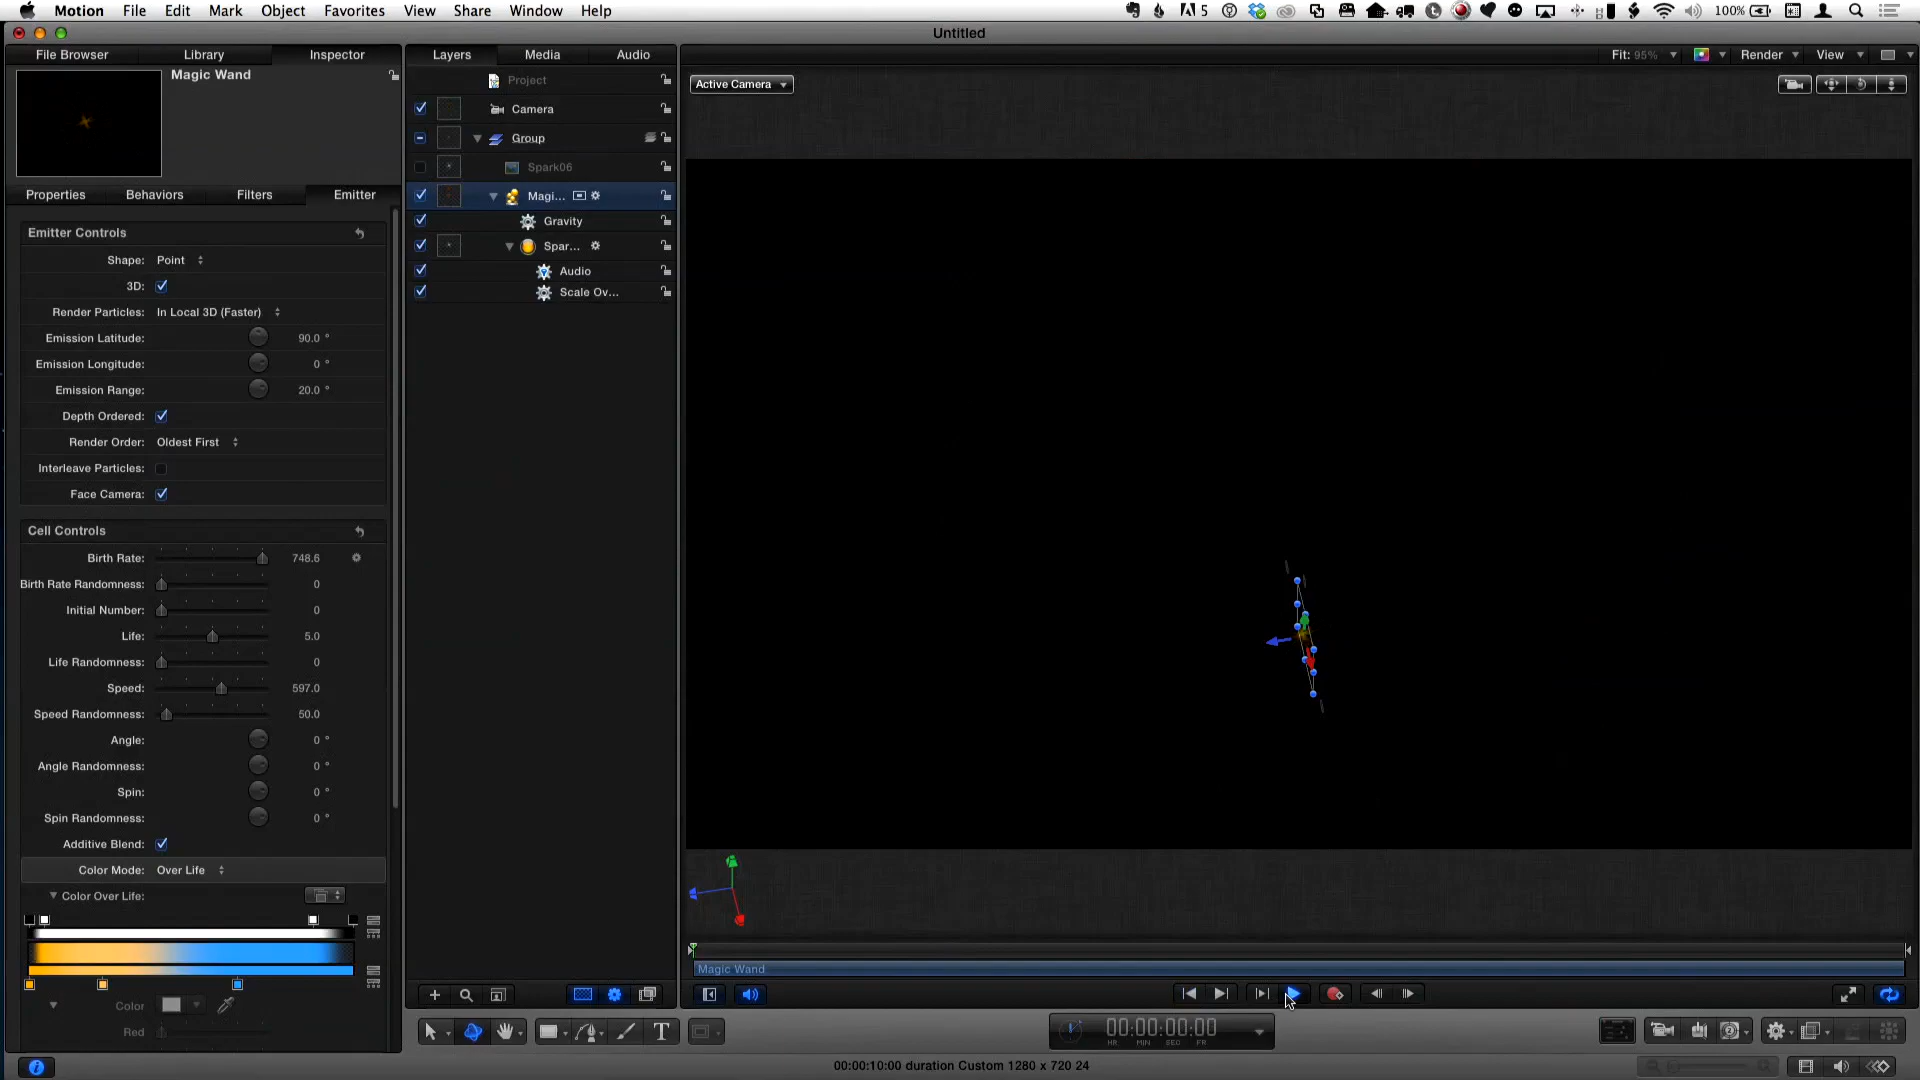 Motion File Edit Mark Object Favorites View Share Window Help 5 100%
Untitled
File Browser Library Inspector Layers Media Audio Fit: 95% Render View
Magic Wand
Project
Active Camera
Camera
Group
Spark06
Properties Behaviors Filters Emitter
Magi...
Gravity
Spar...
Audio
Scale Ov...
Emitter Controls
Shape: Point
3D:
Render Particles: In Local 3D (Faster)
Emission Latitude: 90.0 °
Emission Longitude: 0 °
Emission Range: 20.0 °
Depth Ordered:
Render Order: Oldest First
Interleave Particles:
Face Camera:
Cell Controls
Birth Rate: 748.6
Birth Rate Randomness: 0
Initial Number: 0
Life: 5.0
Life Randomness: 0
Speed: 597.0
Speed Randomness: 50.0
Angle: 0 °
Angle Randomness: 0 °
Spin: 0 °
Spin Randomness: 0 °
Additive Blend:
Color Mode: Over Life
Color Over Life:
Color
Red
Magic Wand
T
00:00:00:00
HR MIN SEC FR
00:00:10:00 duration Custom 1280 x 720 24